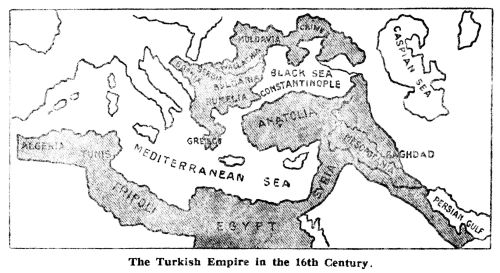 MOLDAVIA
CRIMEA
CASPIAN SEA
BULGARIA
RUMELIA
BLACK SEA
CONSTANTINOPLE
ANATOLIA
GREECE
ALGERIA
TUNIS
MEDITERRANEAN SEA
BAGHDAD
SYRIA
TRIPOLI
EGYPT
PERSIAN GULF
The Turkish Empire in the 16th Century.